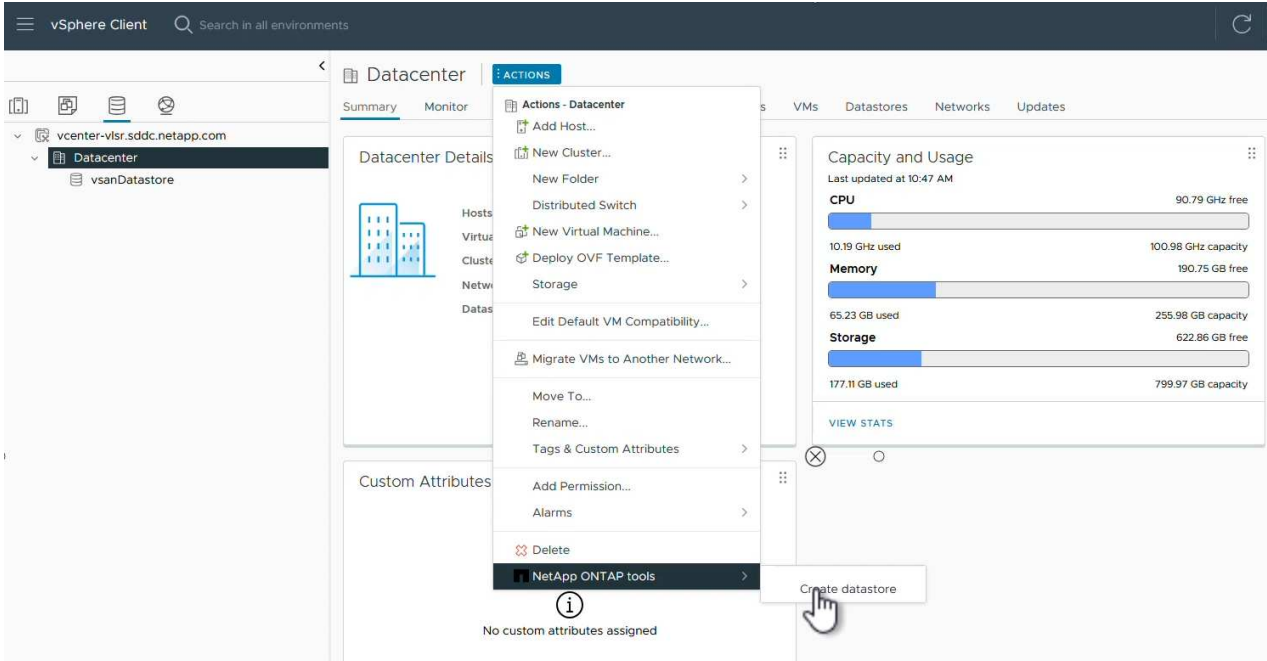 vSphere Client
Search in all environments
vcenter-vlsr.sddc.netapp.com
Datacenter
vsanDatastore
Datacenter
ACTIONS
Summary
Monitor
s
VMs
Datastores
Networks
Updates
Actions - Datacenter
Add Host...
New Cluster...
New Folder
Distributed Switch
New Virtual Machine...
Deploy OVF Template...
Storage
Edit Default VM Compatibility...
Migrate VMs to Another Network...
Move To...
Rename...
Tags & Custom Attributes
Add Permission...
Alarms
Delete
NetApp ONTAP tools
Create datastore
Datacenter Details
Hosts
Virtua
Cluste
Netw
Datas
Capacity and Usage
Last updated at 10:47 AM
CPU
90.79 GHz free
10.19 GHz used
100.98 GHz capacity
Memory
190.75 GB free
65.23 GB used
255.98 GB capacity
Storage
622.86 GB free
177.11 GB used
799.97 GB capacity
VIEW STATS
Custom Attributes
No custom attributes assigned